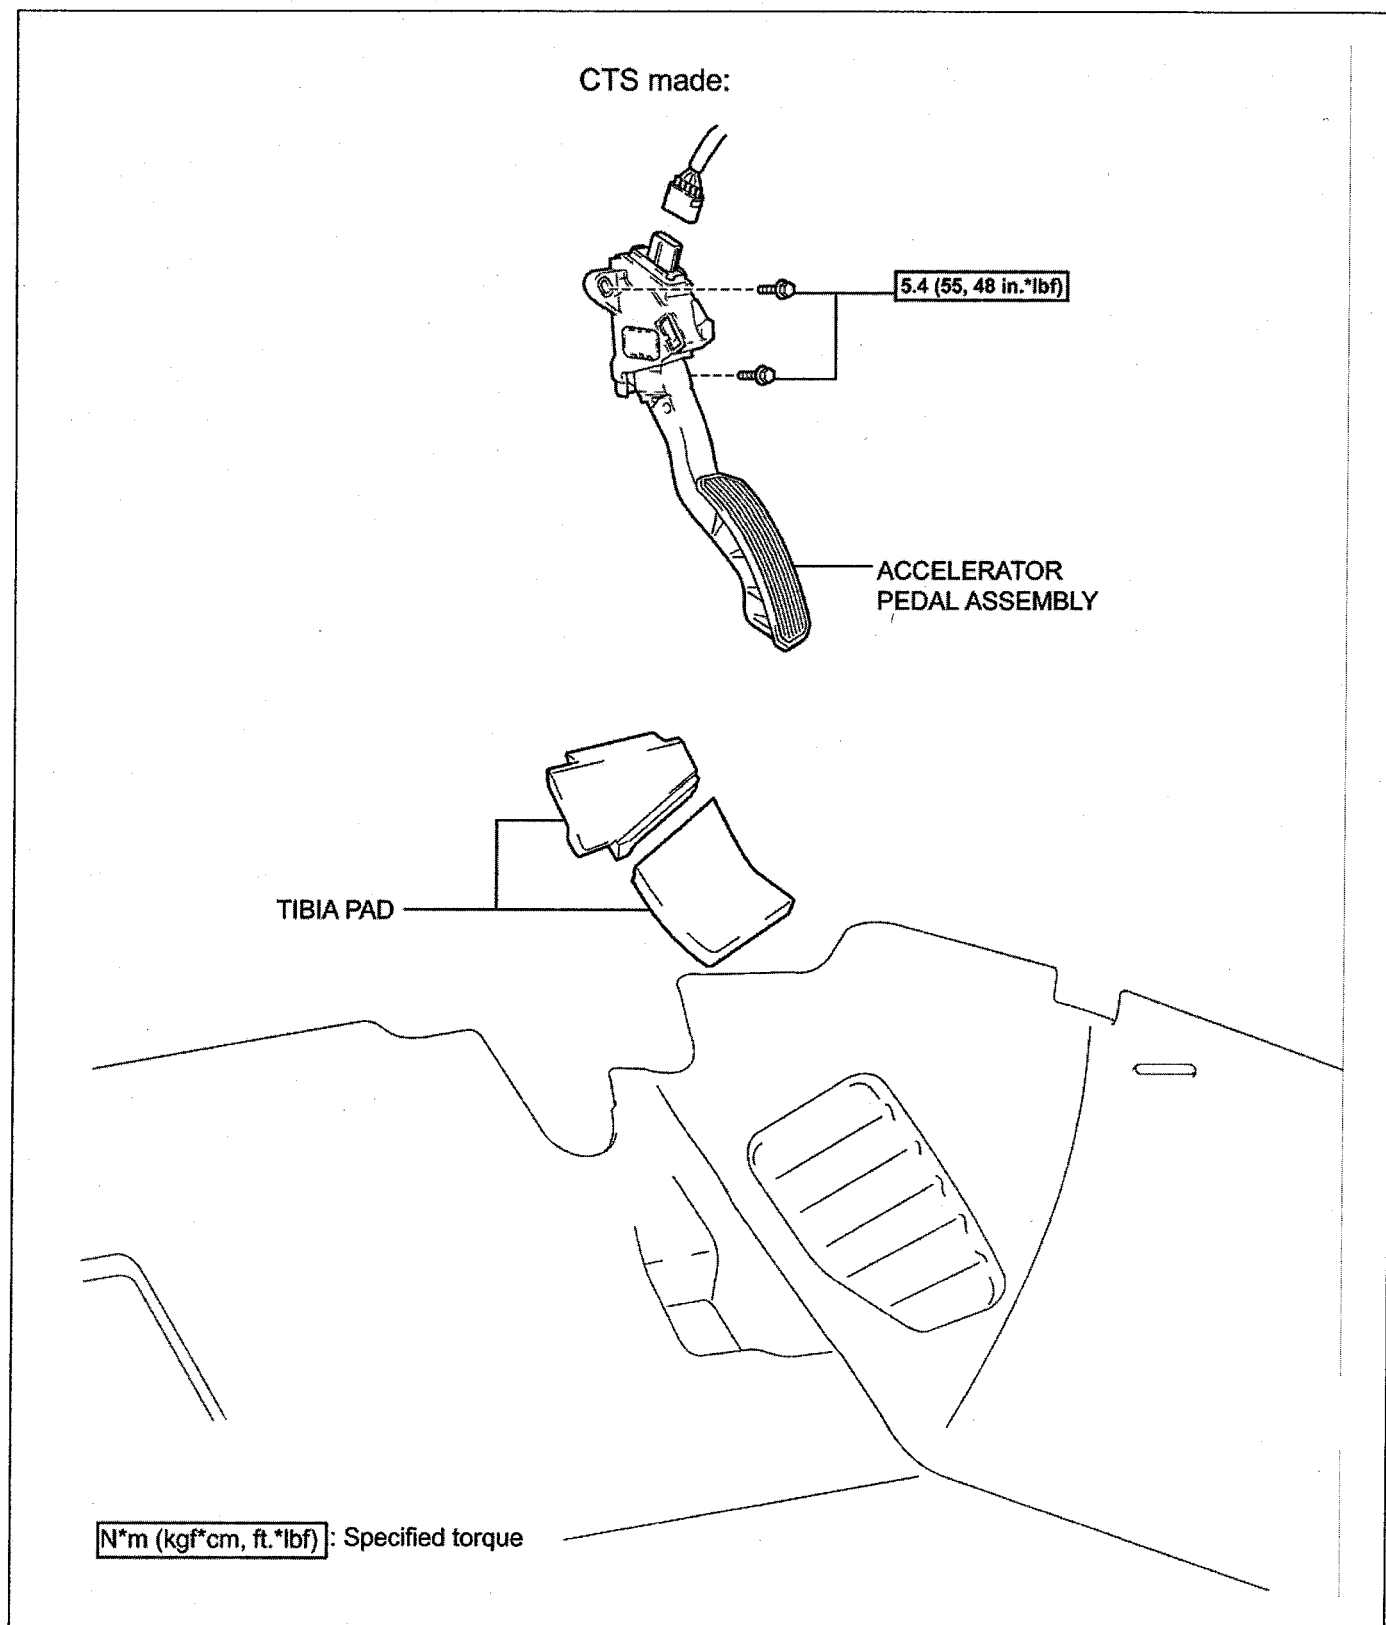 CTS made:
5.4 (55, 48 in.*lbf)
ACCELERATOR
PEDAL ASSEMBLY
TIBIA PAD
N*m (kgf*cm, ft.*lbf) : Specified torque